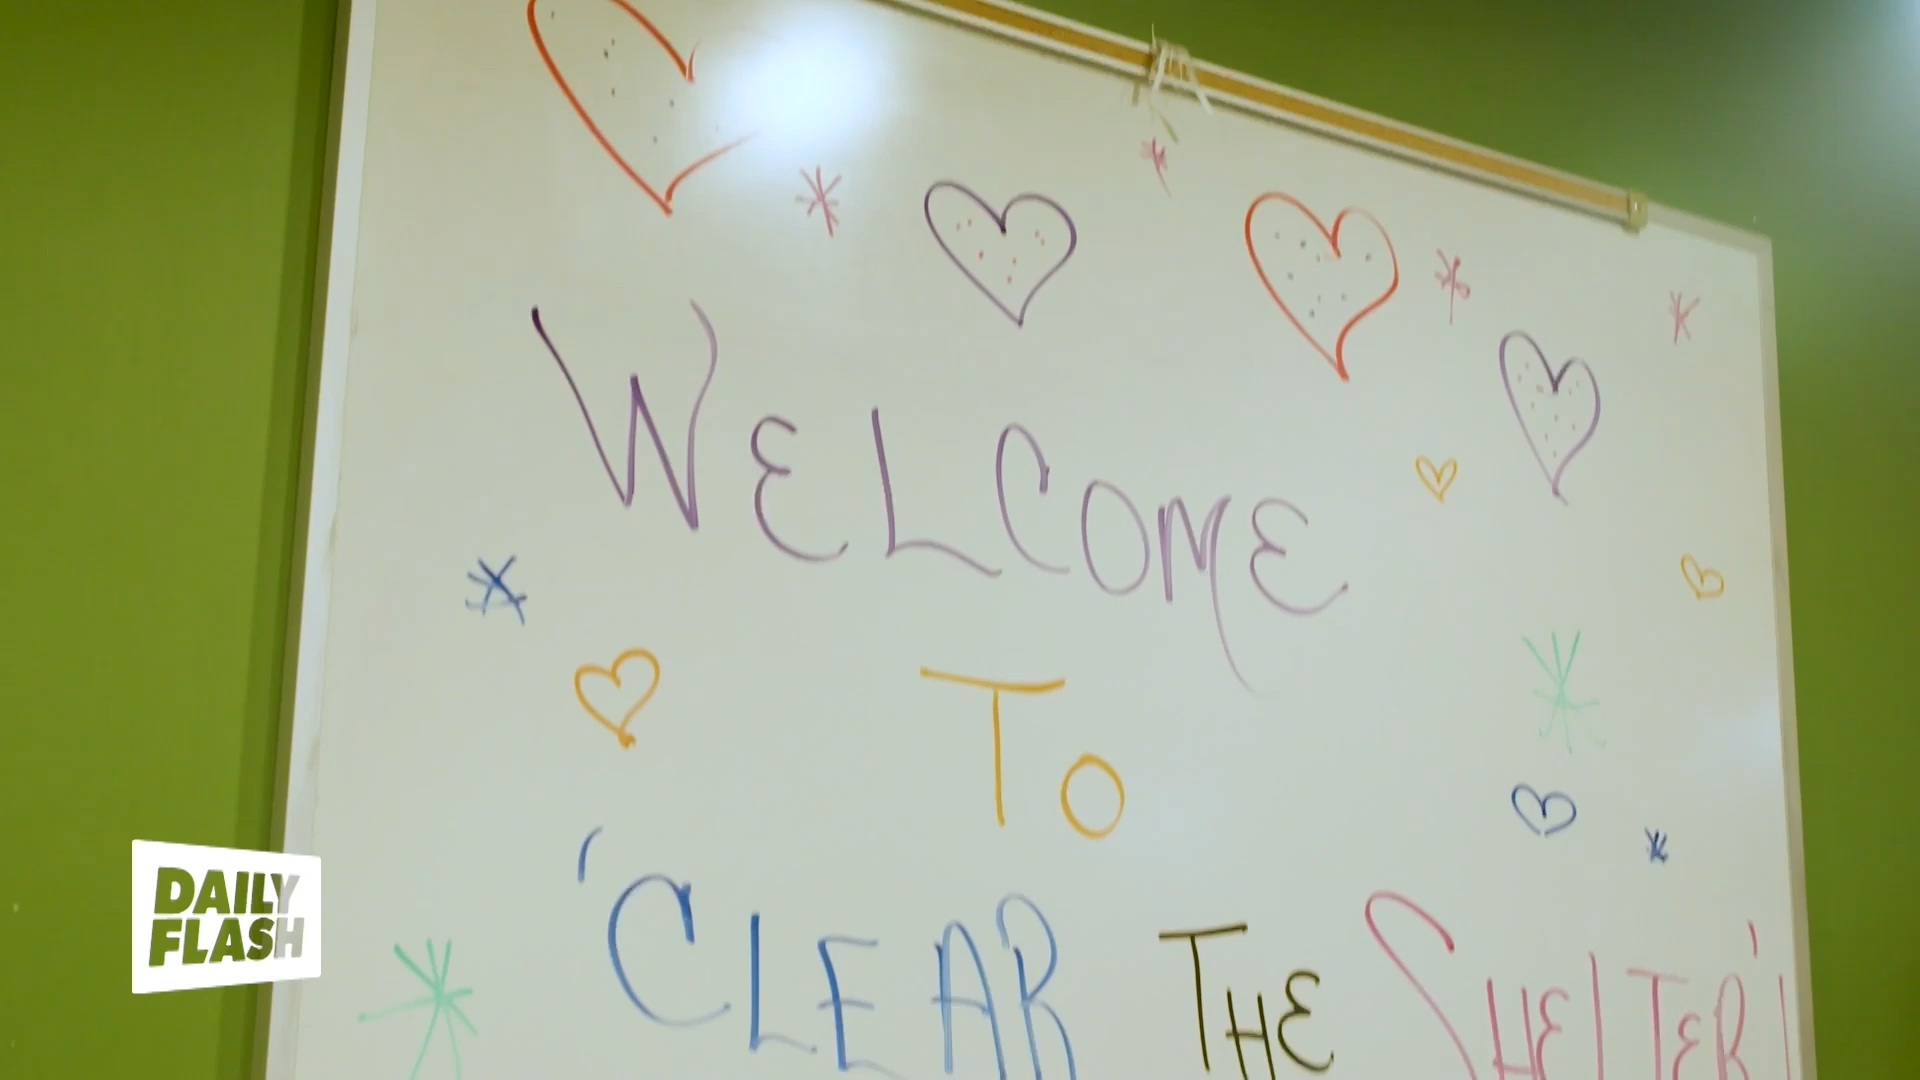 WELCOME
TO
'CLEAR THE SHELTER'!
DAILY
FLASH